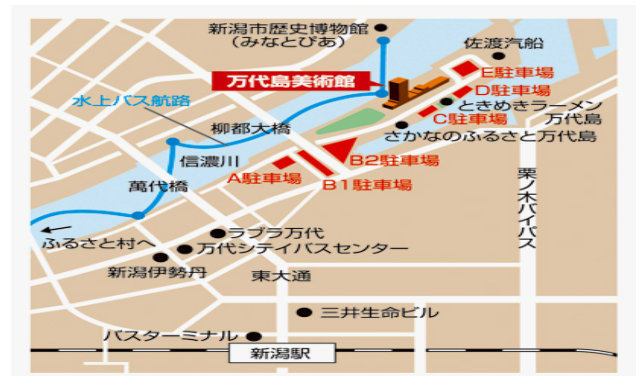 新潟市歴史博物館
(みなとぴあ)
佐渡汽船
万代島美術館
E駐車場
水上バス航路
D駐車場
ときめきラーメン
万代島
柳都大橋
C駐車場
さかなのふるさと万代島
信濃川
B2駐車場
A駐車場
B1駐車場
萬代橋
栗ノ木バイパス
ラブラ万代
ふるさと村へ
万代シテイバスセンター
新潟伊勢丹
東大通
三井生命ビル
バスターミナル
新潟駅